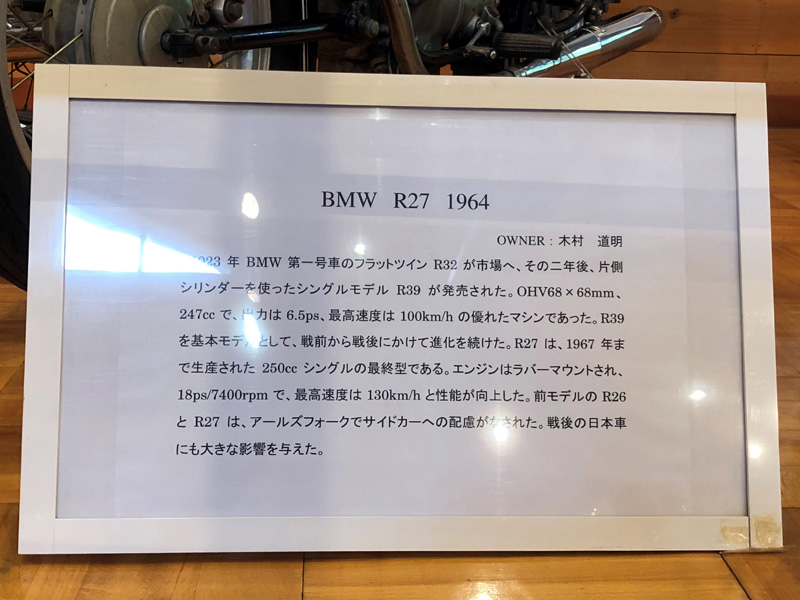 BMW R27 1964
OWNER : 木村 道明
1923 年 BMW 第一号車のフラットツイン R32 が市場へ、その二年後、片側
シリンダーを使ったシングルモデル R39 が発売された。OHV68×68mm、
247cc で、出力は 6.5ps、最高速度は 100km/h の優れたマシンであった。R39
を基本モデルとして、戦前から戦後にかけて進化を続けた。R27 は、1967 年ま
で生産された 250cc シングルの最終型である。エンジンはラバーマウントされ、
18ps/7400rpm で、最高速度は 130km/h と性能が向上した。前モデルの R26
と R27 は、アールズフォークでサイドカーへの配慮がなされた。戦後の日本車
にも大きな影響を与えた。